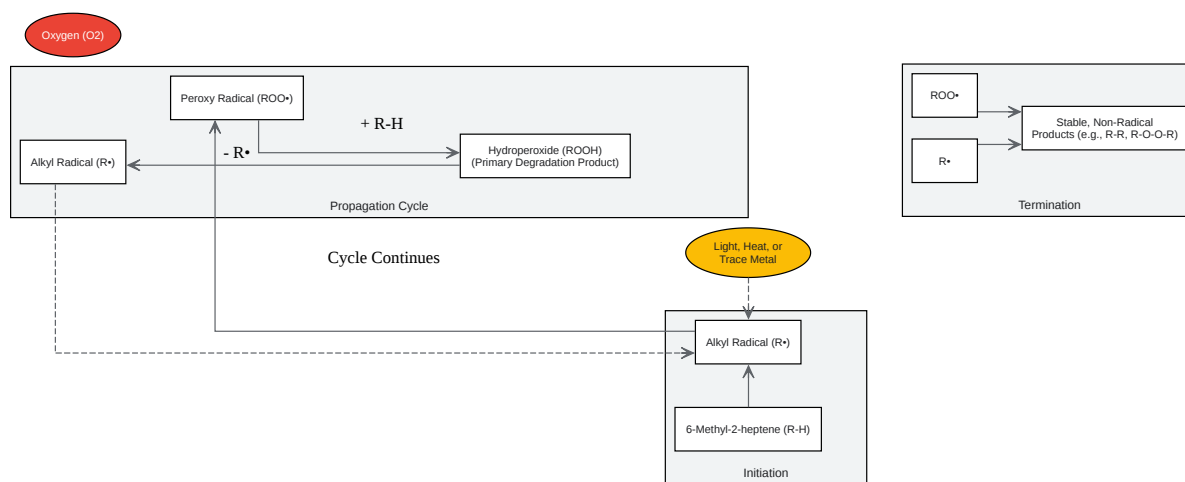 Oxygen (O2)
Peroxy Radical (ROO•)
+ R-H
- R•
Alkyl Radical (R•)
Hydroperoxide (ROOH)
(Primary Degradation Product)
Propagation Cycle
ROO•
R•
Stable, Non-Radical
Products (e.g., R-R, R-O-O-R)
Termination
Cycle Continues
Light, Heat, or
Trace Metal
Alkyl Radical (R•)
6-Methyl-2-heptene (R-H)
Initiation